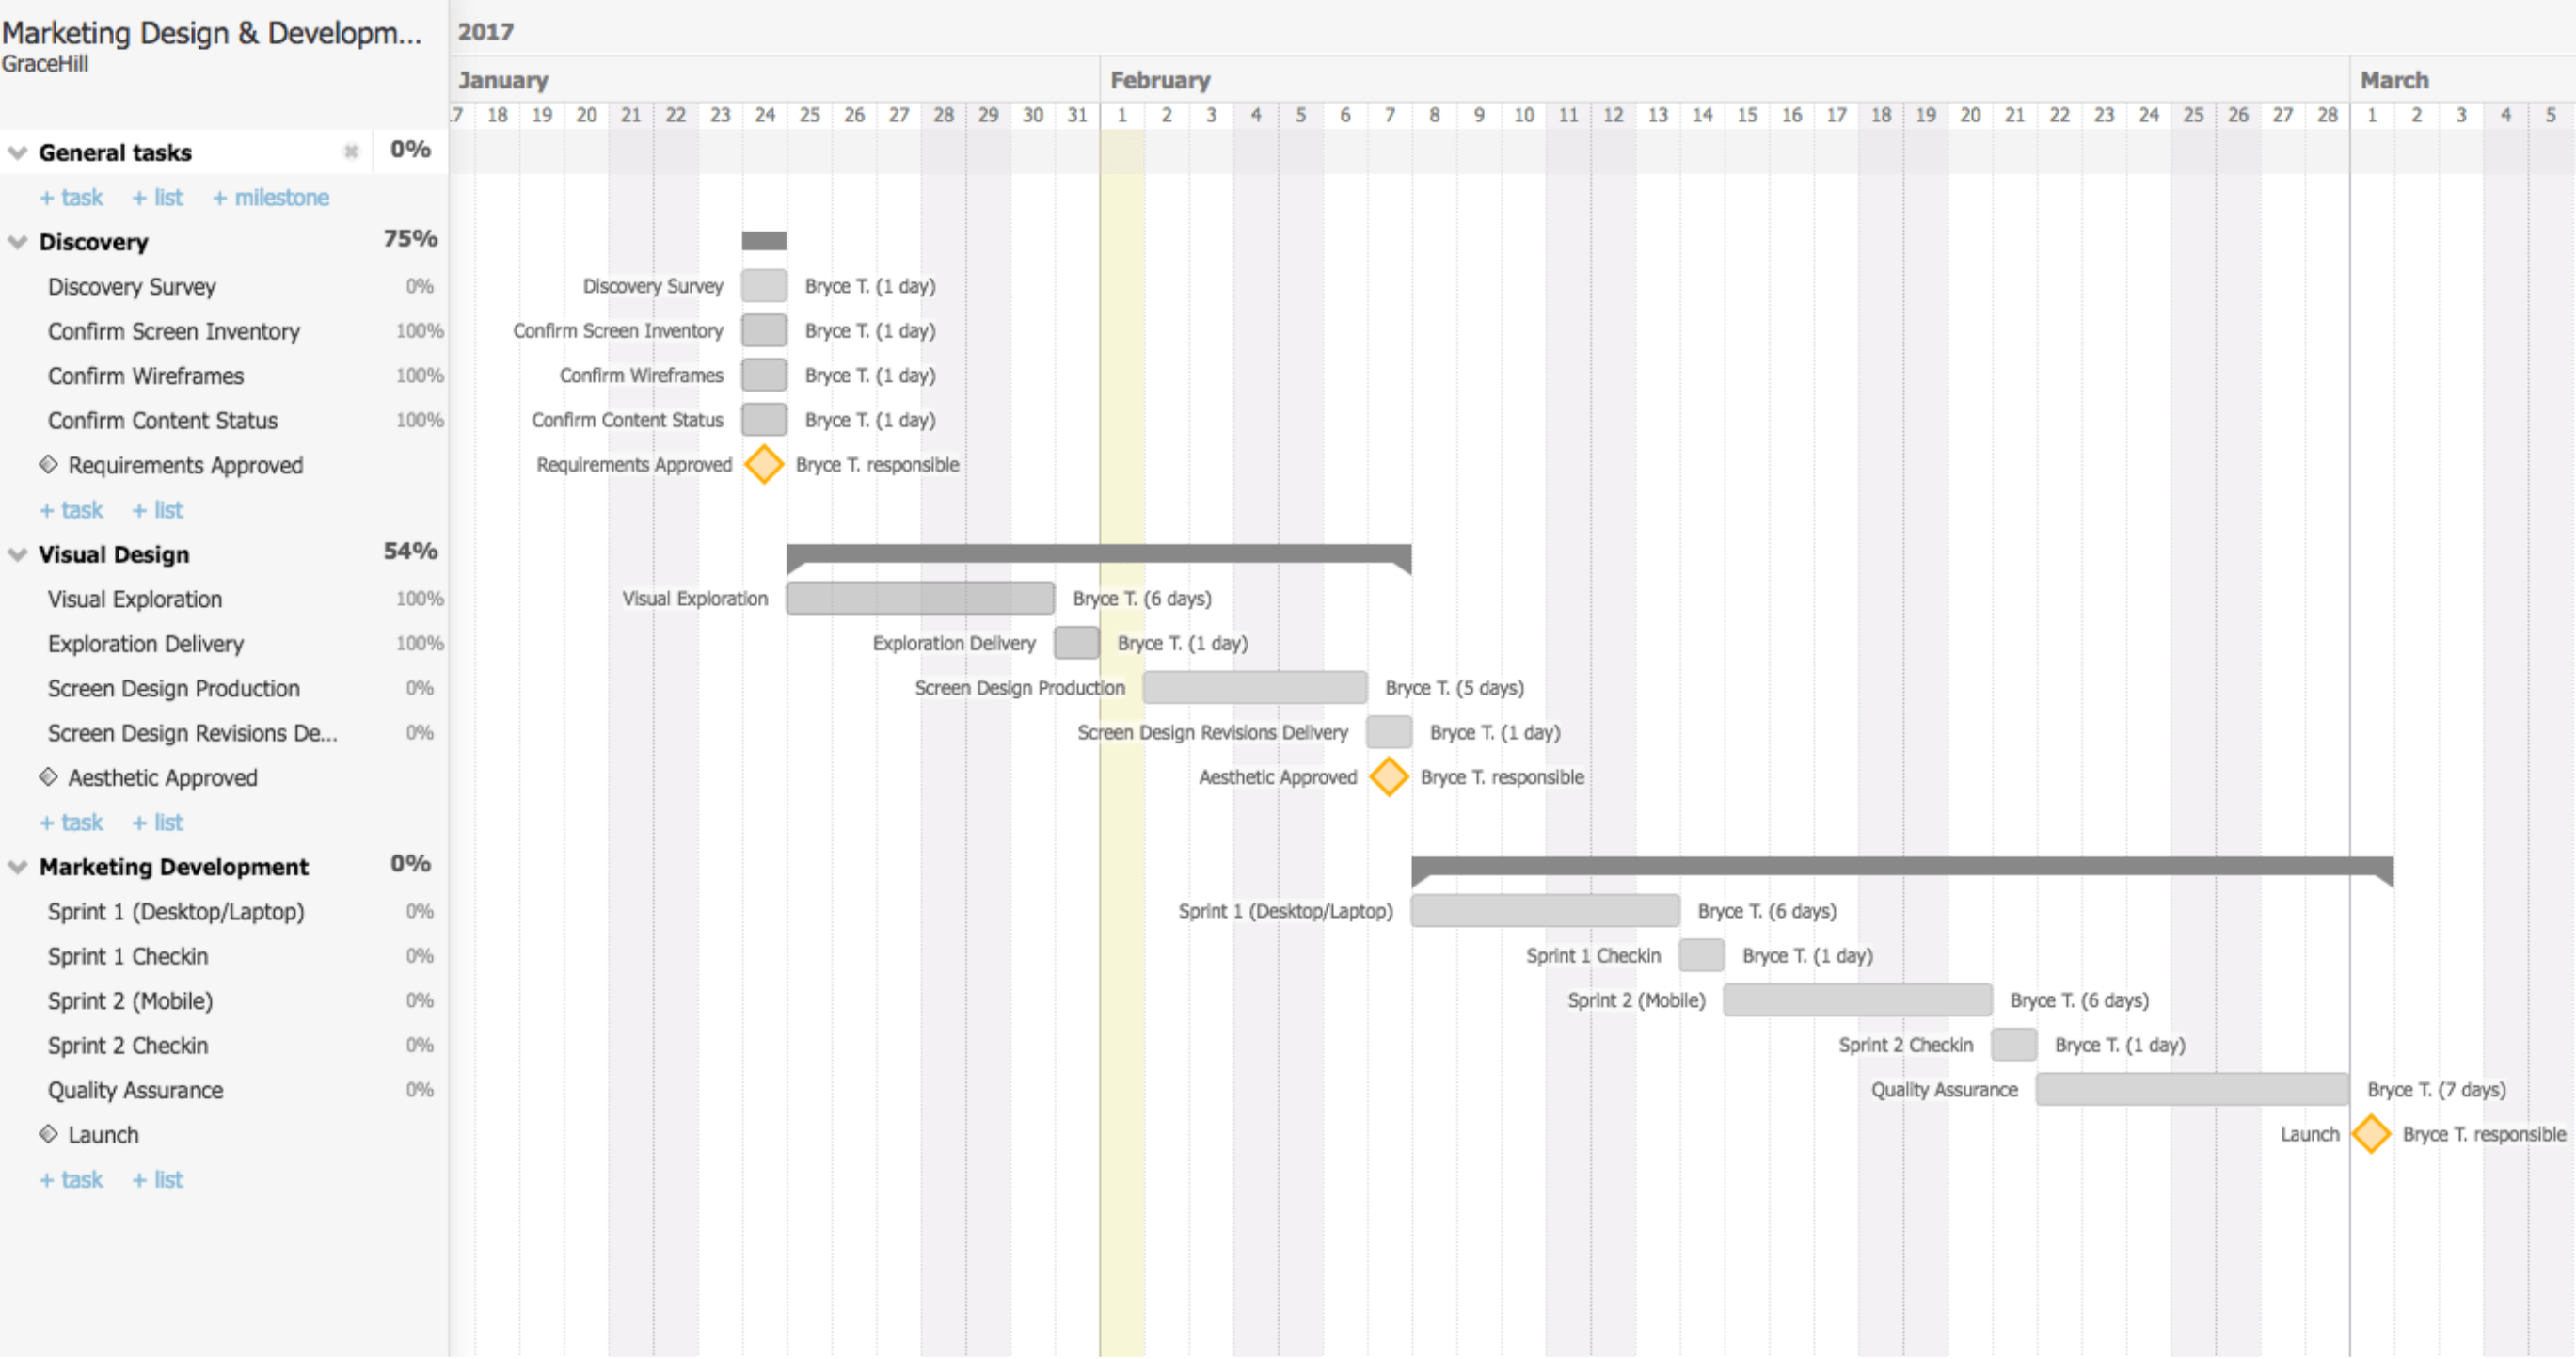 Marketing Design & Developm...
GraceHill
2017
January February March
17 18 19 20 21 22 23 24 25 26 27 28 29 30 31 1 2 3 4 5 6 7 8 9 10 11 12 13 14 15 16 17 18 19 20 21 22 23 24 25 26 27 28 1 2 3 4 5
General tasks 0%
+ task + list + milestone
Discovery 75%
Discovery Survey 0% Discovery Survey Bryce T. (1 day)
Confirm Screen Inventory 100% Confirm Screen Inventory Bryce T. (1 day)
Confirm Wireframes 100% Confirm Wireframes Bryce T. (1 day)
Confirm Content Status 100% Confirm Content Status Bryce T. (1 day)
Requirements Approved Requirements Approved Bryce T. responsible
+ task + list
Visual Design 54%
Visual Exploration 100% Visual Exploration Bryce T. (6 days)
Exploration Delivery 100% Exploration Delivery Bryce T. (1 day)
Screen Design Production 0% Screen Design Production Bryce T. (5 days)
Screen Design Revisions De... 0% Screen Design Revisions Delivery Bryce T. (1 day)
Aesthetic Approved Aesthetic Approved Bryce T. responsible
+ task + list
Marketing Development 0%
Sprint 1 (Desktop/Laptop) 0% Sprint 1 (Desktop/Laptop) Bryce T. (6 days)
Sprint 1 Checkin 0% Sprint 1 Checkin Bryce T. (1 day)
Sprint 2 (Mobile) 0% Sprint 2 (Mobile) Bryce T. (6 days)
Sprint 2 Checkin 0% Sprint 2 Checkin Bryce T. (1 day)
Quality Assurance 0% Quality Assurance Bryce T. (7 days)
Launch Launch Bryce T. responsible
+ task + list